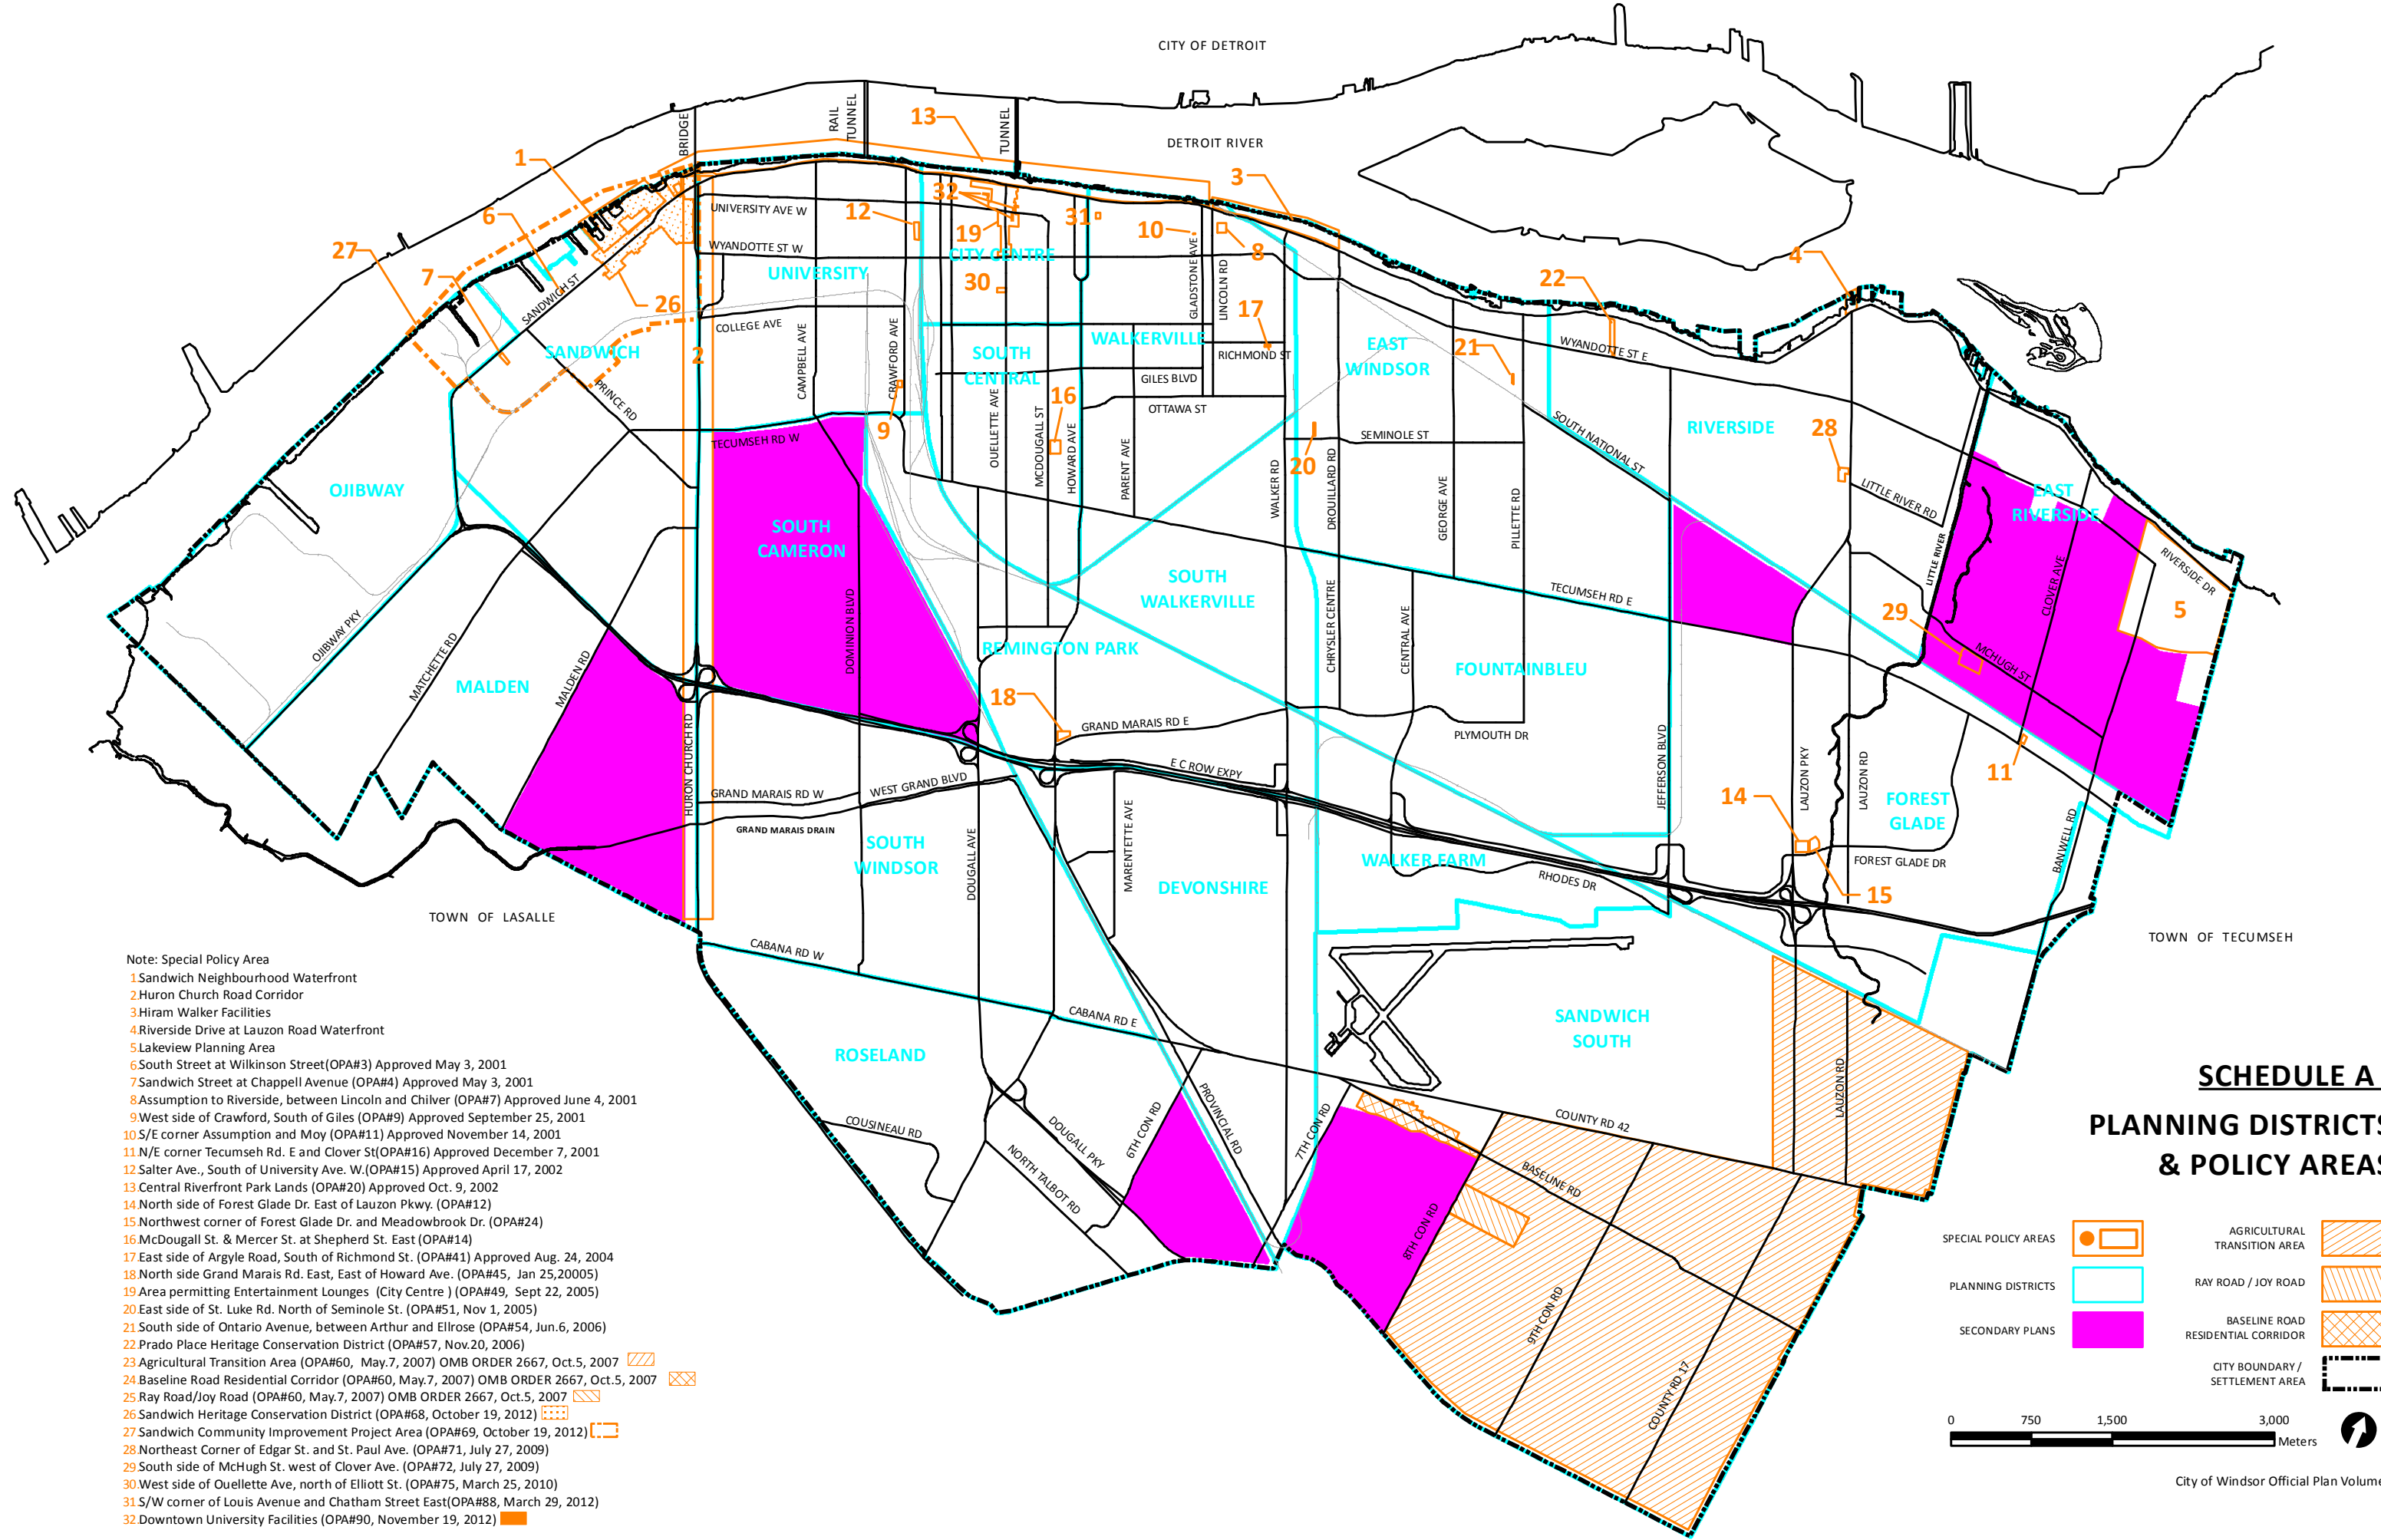 CITY OF DETROIT
DETROIT RIVER
BRIDGE
RAIL
TUNNEL
TUNNEL
13
1
3
6
27
7
12
32
31
19
10
8
4
22
26
30
17
2
21
9
16
28
20
29
5
18
11
14
15
UNIVERSITY AVE W
WYANDOTTE ST W
CITY CENTRE
UNIVERSITY
SANDWICH ST
COLLEGE AVE
SANDWICH
PRINCE RD
CAMPBELL AVE
CRAWFORD AVE
SOUTH
CENTRAL
WALKERVILLE
GLADSTONE AVE
LINCOLN RD
RICHMOND ST
GILES BLVD
OTTAWA ST
EAST
WINDSOR
WYANDOTTE ST E
OUELLETTE AVE
MCDOUGALL ST
HOWARD AVE
PARENT AVE
WALKER RD
DROUILLARD RD
SEMINOLE ST
GEORGE AVE
PILLETTE RD
SOUTH NATIONAL ST
RIVERSIDE
LITTLE RIVER RD
EAST
RIVERSIDE
TECUMSEH RD W
OJIBWAY
SOUTH
CAMERON
SOUTH
WALKERVILLE
TECUMSEH RD E
LITTLE RIVER
CLOVER AVE
RIVERSIDE DR
OJIBWAY PKY
MATCHETTE RD
MALDEN RD
MALDEN
DOMINION BLVD
REMINGTON PARK
CHRYSLER CENTRE
CENTRAL AVE
FOUNTAINBLEU
MCHUGH ST
GRAND MARAIS RD E
PLYMOUTH DR
HURON CHURCH RD
E C ROW EXPY
JEFFERSON BLVD
LAUZON PKY
LAUZON RD
GRAND MARAIS RD W
WEST GRAND BLVD
GRAND MARAIS DRAIN
SOUTH
WINDSOR
DOUGALL AVE
MARENTETTE AVE
DEVONSHIRE
WALKER FARM
RHODES DR
FOREST
GLADE
FOREST GLADE DR
BANWELL RD
TOWN OF LASALLE
TOWN OF TECUMSEH
CABANA RD W
CABANA RD E
ROSELAND
SANDWICH
SOUTH
LAUZON RD
COUSINEAU RD
NORTH TALBOT RD
DOUGALL PKY
6TH CON RD
PROVINCIAL RD
7TH CON RD
COUNTY RD 42
BASELINE RD
8TH CON RD
9TH CON RD
COUNTY RD 17
Note: Special Policy Area
1.Sandwich Neighbourhood Waterfront
2.Huron Church Road Corridor
3.Hiram Walker Facilities
4.Riverside Drive at Lauzon Road Waterfront
5.Lakeview Planning Area
6.South Street at Wilkinson Street(OPA#3) Approved May 3, 2001
7.Sandwich Street at Chappell Avenue (OPA#4) Approved May 3, 2001
8.Assumption to Riverside, between Lincoln and Chilver (OPA#7) Approved June 4, 2001
9.West side of Crawford, South of Giles (OPA#9) Approved September 25, 2001
10.S/E corner Assumption and Moy (OPA#11) Approved November 14, 2001
11.N/E corner Tecumseh Rd. E and Clover St(OPA#16) Approved December 7, 2001
12.Salter Ave., South of University Ave. W.(OPA#15) Approved April 17, 2002
13.Central Riverfront Park Lands (OPA#20) Approved Oct. 9, 2002
14.North side of Forest Glade Dr. East of Lauzon Pkwy. (OPA#12)
15.Northwest corner of Forest Glade Dr. and Meadowbrook Dr. (OPA#24)
16.McDougall St. & Mercer St. at Shepherd St. East (OPA#14)
17.East side of Argyle Road, South of Richmond St. (OPA#41) Approved Aug. 24, 2004
18.North side Grand Marais Rd. East, East of Howard Ave. (OPA#45, Jan 25,20005)
19.Area permitting Entertainment Lounges (City Centre ) (OPA#49, Sept 22, 2005)
20.East side of St. Luke Rd. North of Seminole St. (OPA#51, Nov 1, 2005)
21.South side of Ontario Avenue, between Arthur and Ellrose (OPA#54, Jun.6, 2006)
22.Prado Place Heritage Conservation District (OPA#57, Nov.20, 2006)
23.Agricultural Transition Area (OPA#60, May.7, 2007) OMB ORDER 2667, Oct.5, 2007
24.Baseline Road Residential Corridor (OPA#60, May.7, 2007) OMB ORDER 2667, Oct.5, 2007
25.Ray Road/Joy Road (OPA#60, May.7, 2007) OMB ORDER 2667, Oct.5, 2007
26.Sandwich Heritage Conservation District (OPA#68, October 19, 2012)
27.Sandwich Community Improvement Project Area (OPA#69, October 19, 2012)
28.Northeast Corner of Edgar St. and St. Paul Ave. (OPA#71, July 27, 2009)
29.South side of McHugh St. west of Clover Ave. (OPA#72, July 27, 2009)
30.West side of Ouellette Ave, north of Elliott St. (OPA#75, March 25, 2010)
31.S/W corner of Louis Avenue and Chatham Street East(OPA#88, March 29, 2012)
32.Downtown University Facilities (OPA#90, November 19, 2012)
SCHEDULE A
PLANNING DISTRICTS
& POLICY AREAS
SPECIAL POLICY AREAS
PLANNING DISTRICTS
SECONDARY PLANS
AGRICULTURAL
TRANSITION AREA
RAY ROAD / JOY ROAD
BASELINE ROAD
RESIDENTIAL CORRIDOR
CITY BOUNDARY /
SETTLEMENT AREA
0 750 1,500 3,000
Meters
City of Windsor Official Plan Volume